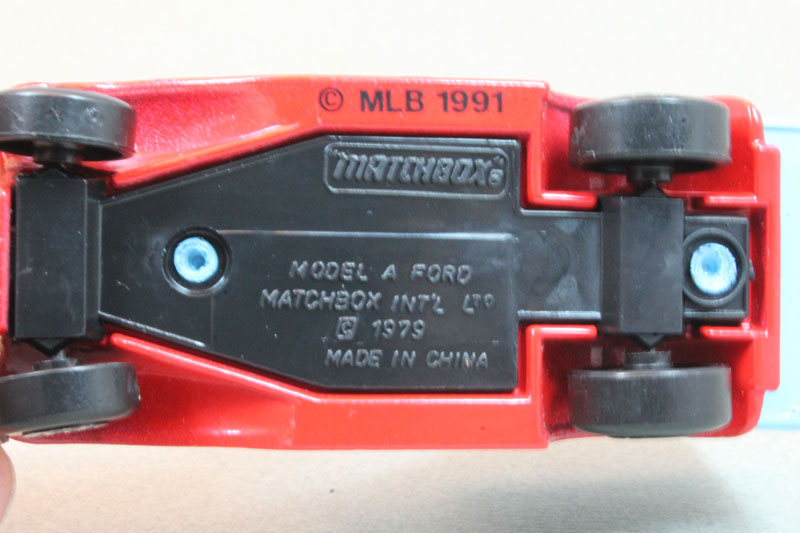 © MLB 1991
"MATCHBOX"®
MODEL A FORD
MATCHBOX INT'L LTD
© 1979
MADE IN CHINA